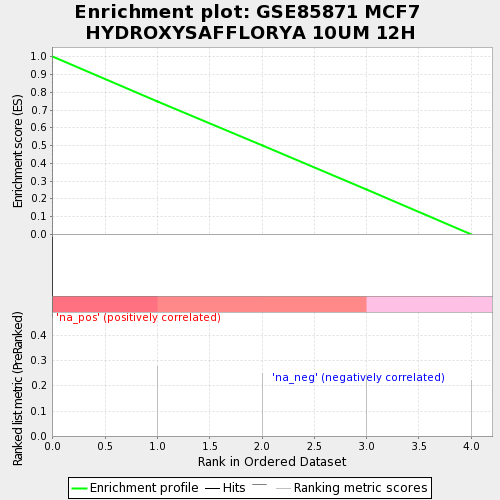 Enrichment plot: GSE85871 MCF7
HYDROXYSAFFLORYA 10UM 12H
Enrichment score (ES)
1.0
0.9
0.8
0.7
0.6
0.5
0.4
0.3
0.2
0.1
0.0
'na_pos' (positively correlated)
Ranked list metric (PreRanked)
0.4
0.3
0.2
0.1
0.0
'na_neg' (negatively correlated)
0.0 0.5 1.0 1.5 2.0 2.5 3.0 3.5 4.0
Rank in Ordered Dataset
Enrichment profile Hits Ranking metric scores